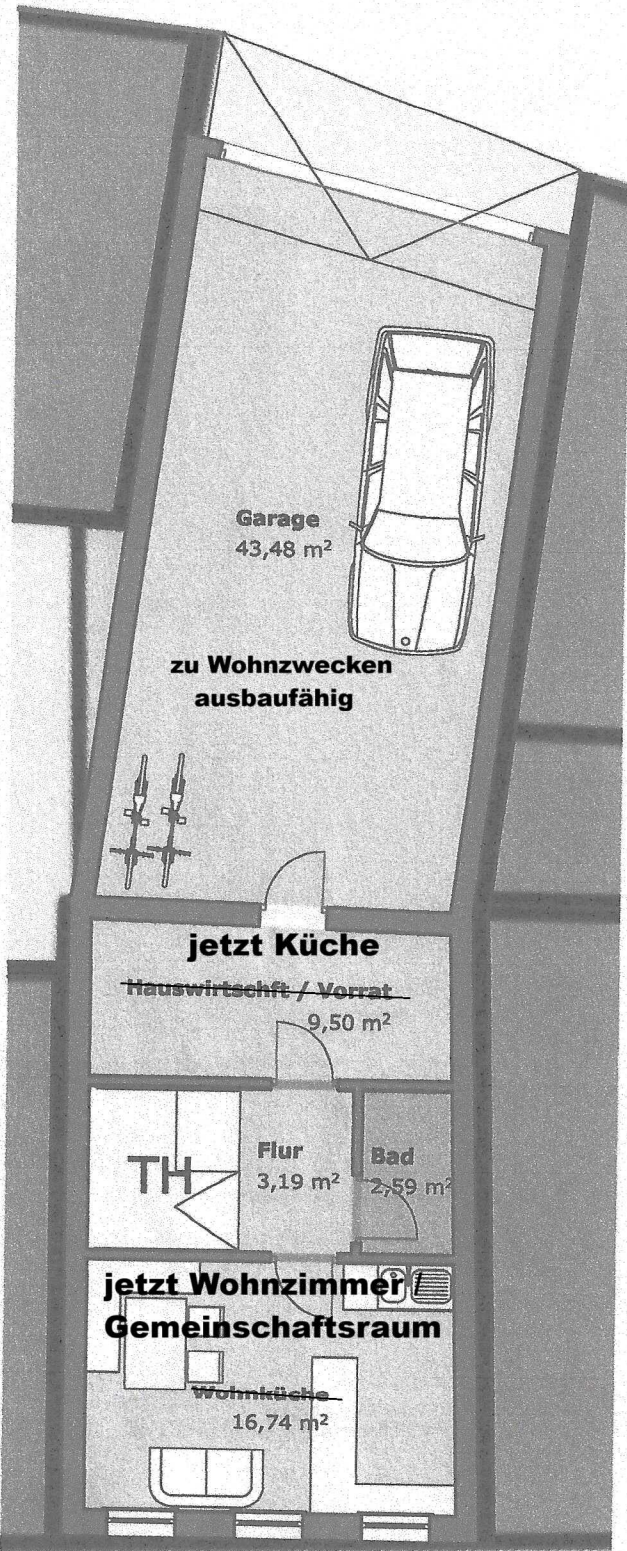 Garage
43,48 m²
zu Wohnzwecken
ausbaufähig
jetzt Küche
Hauswirtschft / Vorrat
9,50 m²
TH
Flur
3,19 m²
Bad
2,59 m²
jetzt Wohnzimmer /
Gemeinschaftsraum
Wohnküche
16,74 m²